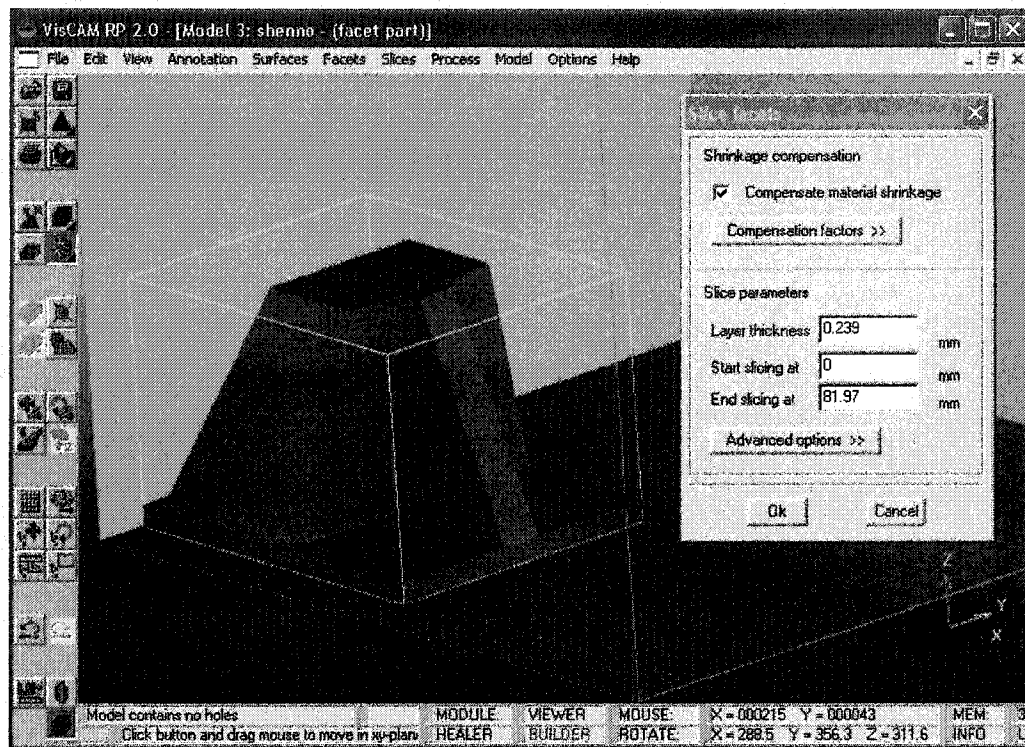 VisCAM RP 2.0 - [Model 3: shenno - (facet part)]
File Edit View Annotation Surfaces Facets Slices Process Model Options Help
Slice facets
Shrinkage compensation
Compensate material shrinkage
Compensation factors >>
Slice parameters
Layer thickness 0.239 mm
Start slicing at 0 mm
End slicing at 81.97 mm
Advanced options >>
Ok Cancel
Z
Y
X
Model contains no holes MODULE: VIEWER MOUSE: X = 000215 Y = 000043 MEM:
Click button and drag mouse to move in xy-plan HEALER BUILDER ROTATE: X = 288.5 Y = 356.3 Z = 311.6 INFO